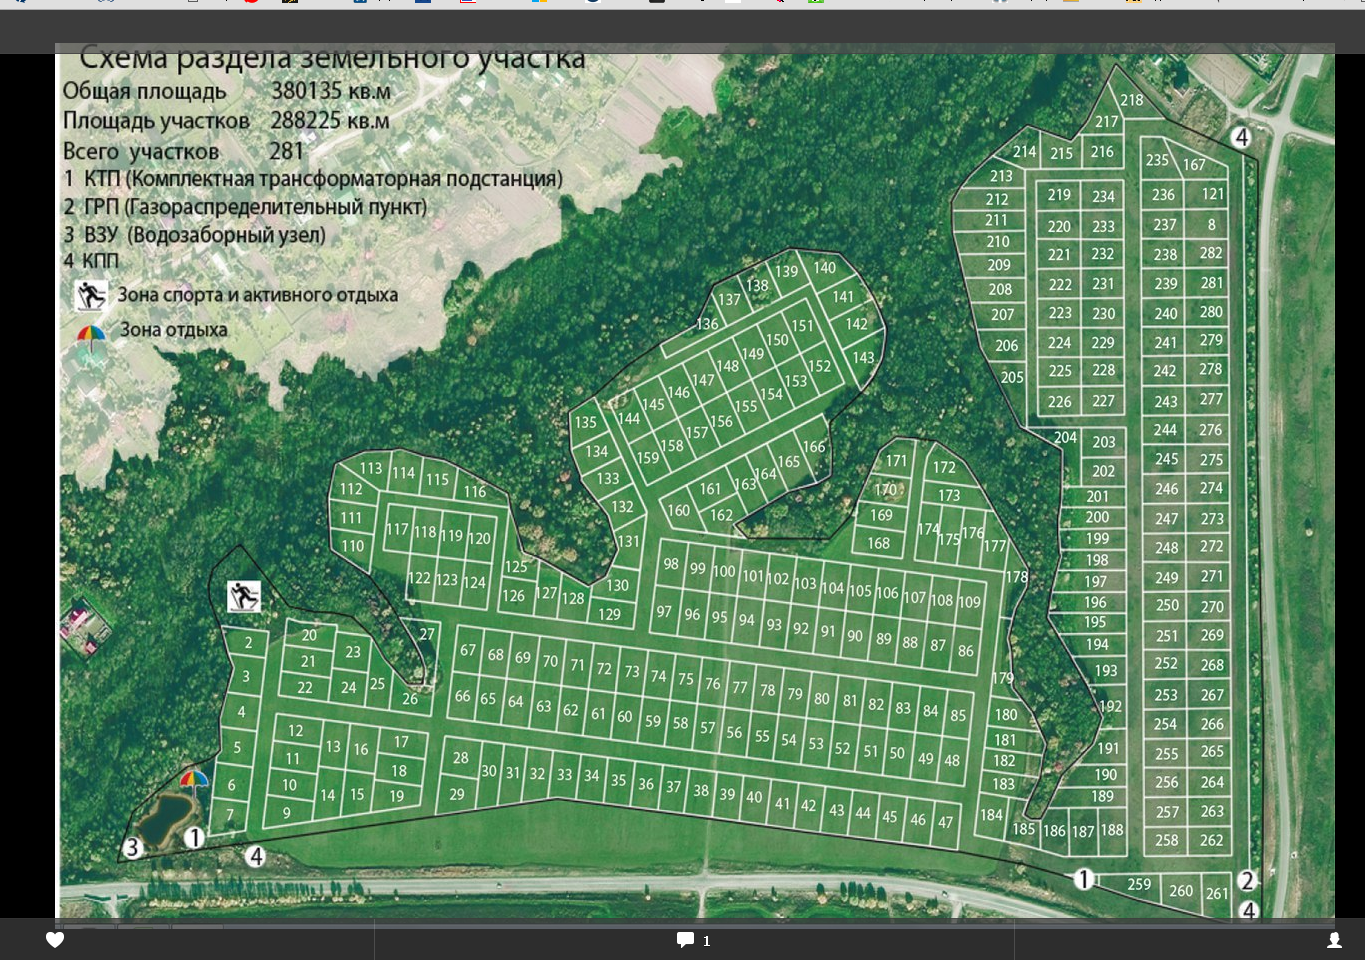 Схема раздела земельного участка
Общая площадь 380135 кв.м
Площадь участков 288225 кв.м
Всего участков 281
1 КТП (Комплектная трансформаторная подстанция)
2 ГРП (Газораспределительный пункт)
3 ВЗУ (Водозаборный узел)
4 КПП
Зона спорта и активного отдыха
Зона отдыха
218
217
4
214 215 216
235 167
213
212 219 234 236 121
211 220 233 237 8
210 221 232 238 282
209 222 231 239 281
208 223 230 240 280
207 224 229 241 279
206 225 228 242 278
205 226 227 243 277
204 203 244 276
202 245 275
201 246 274
200 247 273
199 248 272
198 249 271
197 250 270
196 251 269
195 252 268
194 253 267
193 254 266
192 255 265
191 256 264
190 257 263
189 258 262
139 140
138 141
137 142
136 143
151
150 152
149 153
148 154
147 155
146 156
145 157
144 158
159
135
134
133
132
131
130
129
166
165
164
163
161
162
160
113 114 115 116
112
111
110
117 118 119 120
122 123 124
125
126 127 128
171 172
170 173
169
168
174 175 176 177
178
98 99 100 101 102 103 104 105 106 107 108 109
97 96 95 94 93 92 91 90 89 88 87 86
67 68 69 70 71 72 73 74 75 76 77 78 79 80 81 82 83 84 85
66 65 64 63 62 61 60 59 58 57 56 55 54 53 52 51 50 49 48
28 30 31 32 33 34 35 36 37 38 39 40 41 42 43 44 45 46 47
29
179
180
181
182
183
184 185 186 187 188
27
20
2 21 23
3 22 24 25 26
4
12 13 16 17
5 11 18
6 10 14 15 19
7 9
3 1 4
1 259 260 261 2
4
1